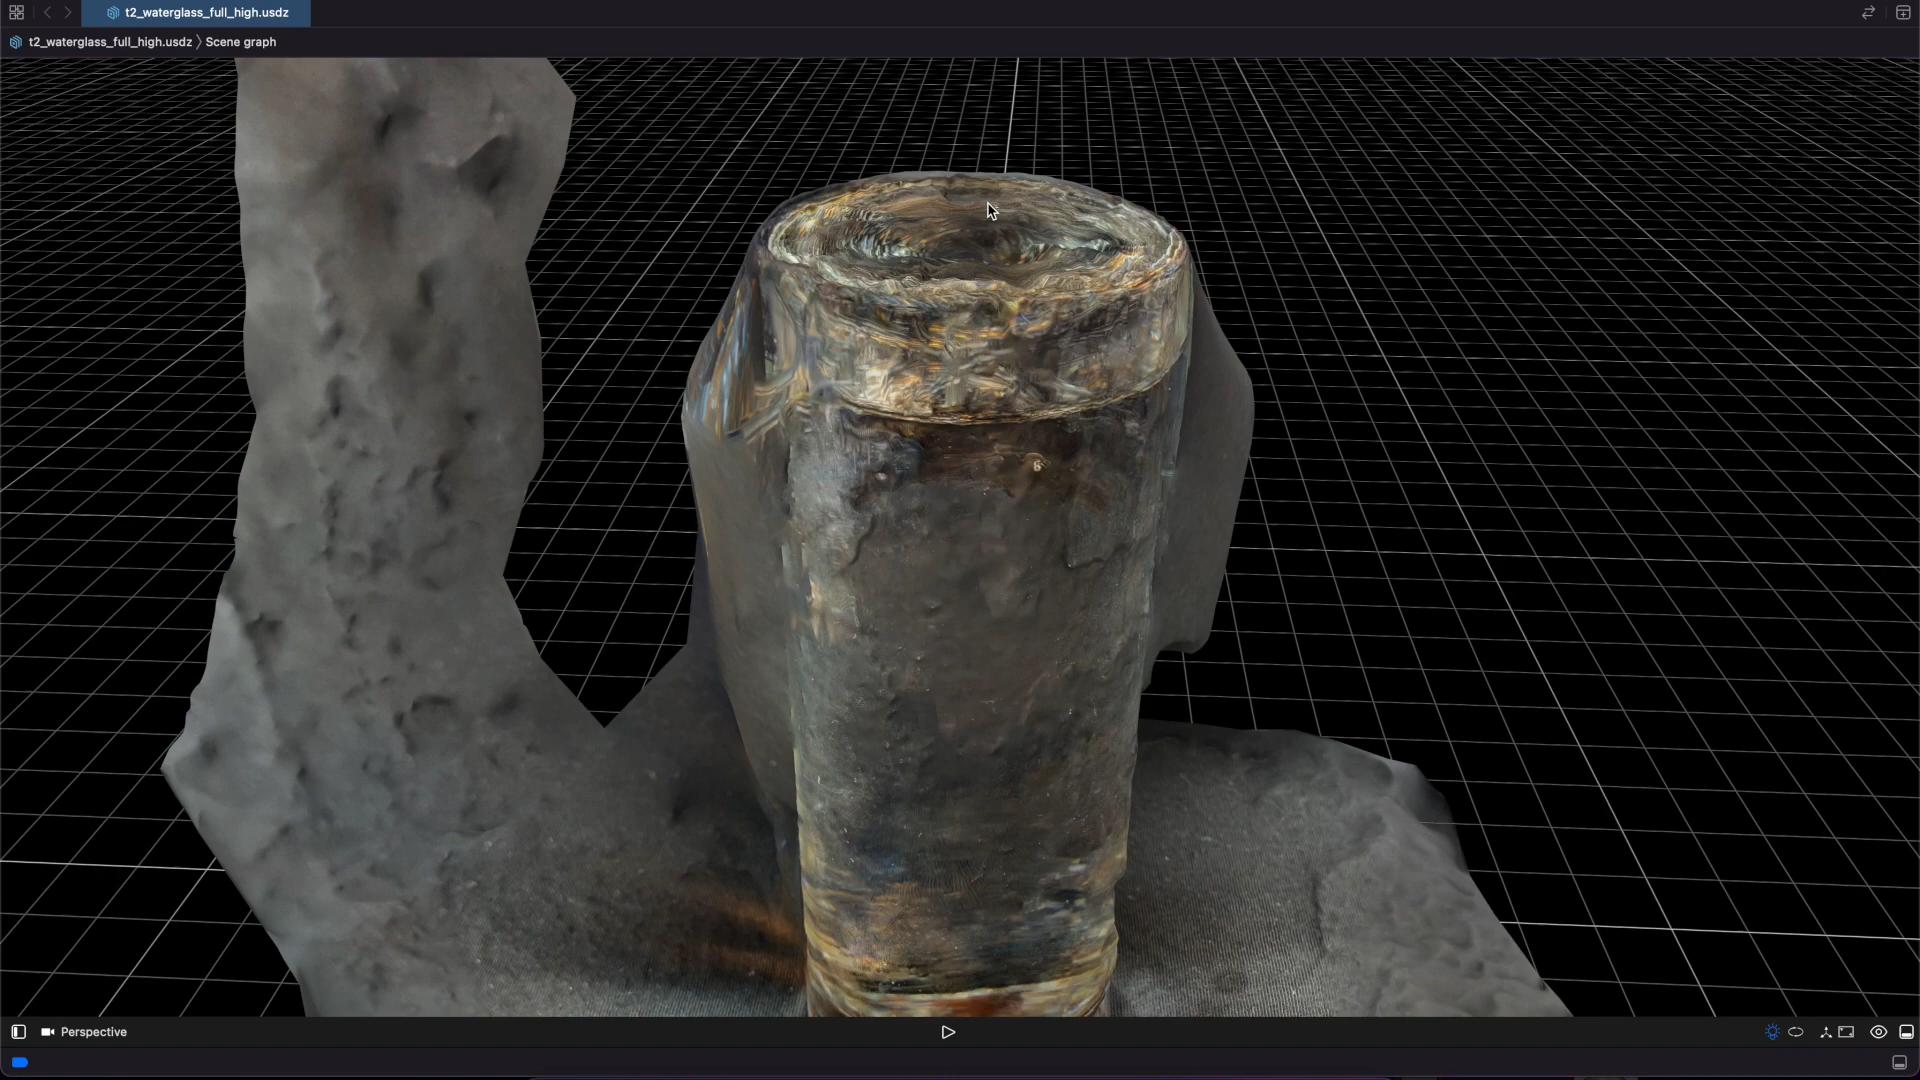 t2_waterglass_full_high.usdz
t2_waterglass_full_high.usdz 〉 Scene graph
Perspective